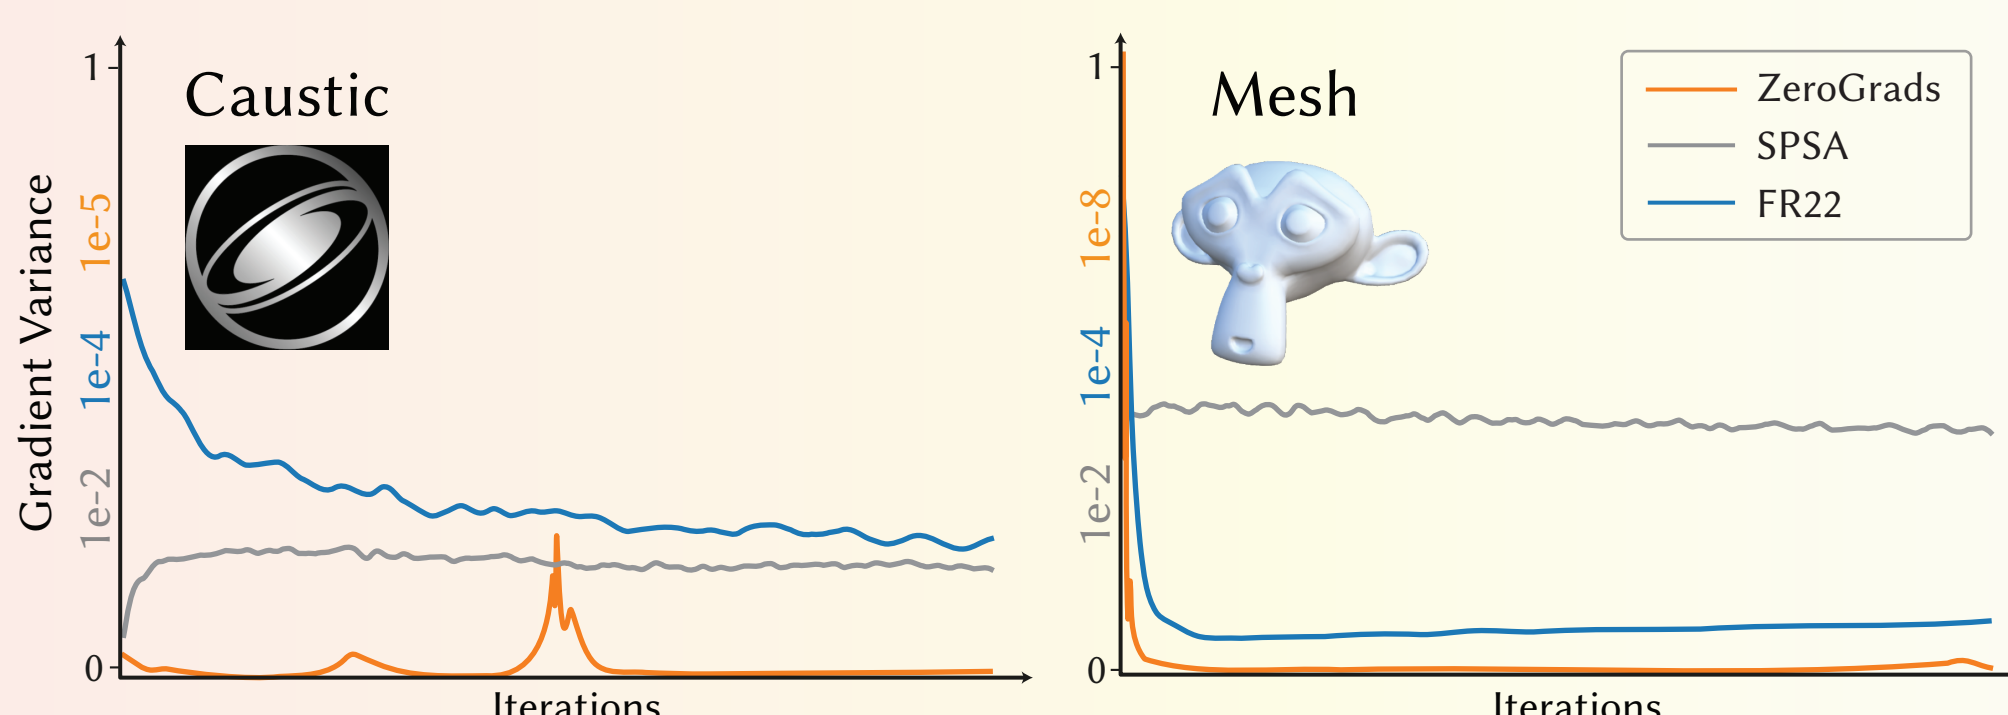 Gradient Variance
1
1e-5
1e-4
1e-2
0
Caustic
Iterations
1
1e-8
1e-4
1e-2
0
Mesh
Iterations
ZeroGrads
SPSA
FR22